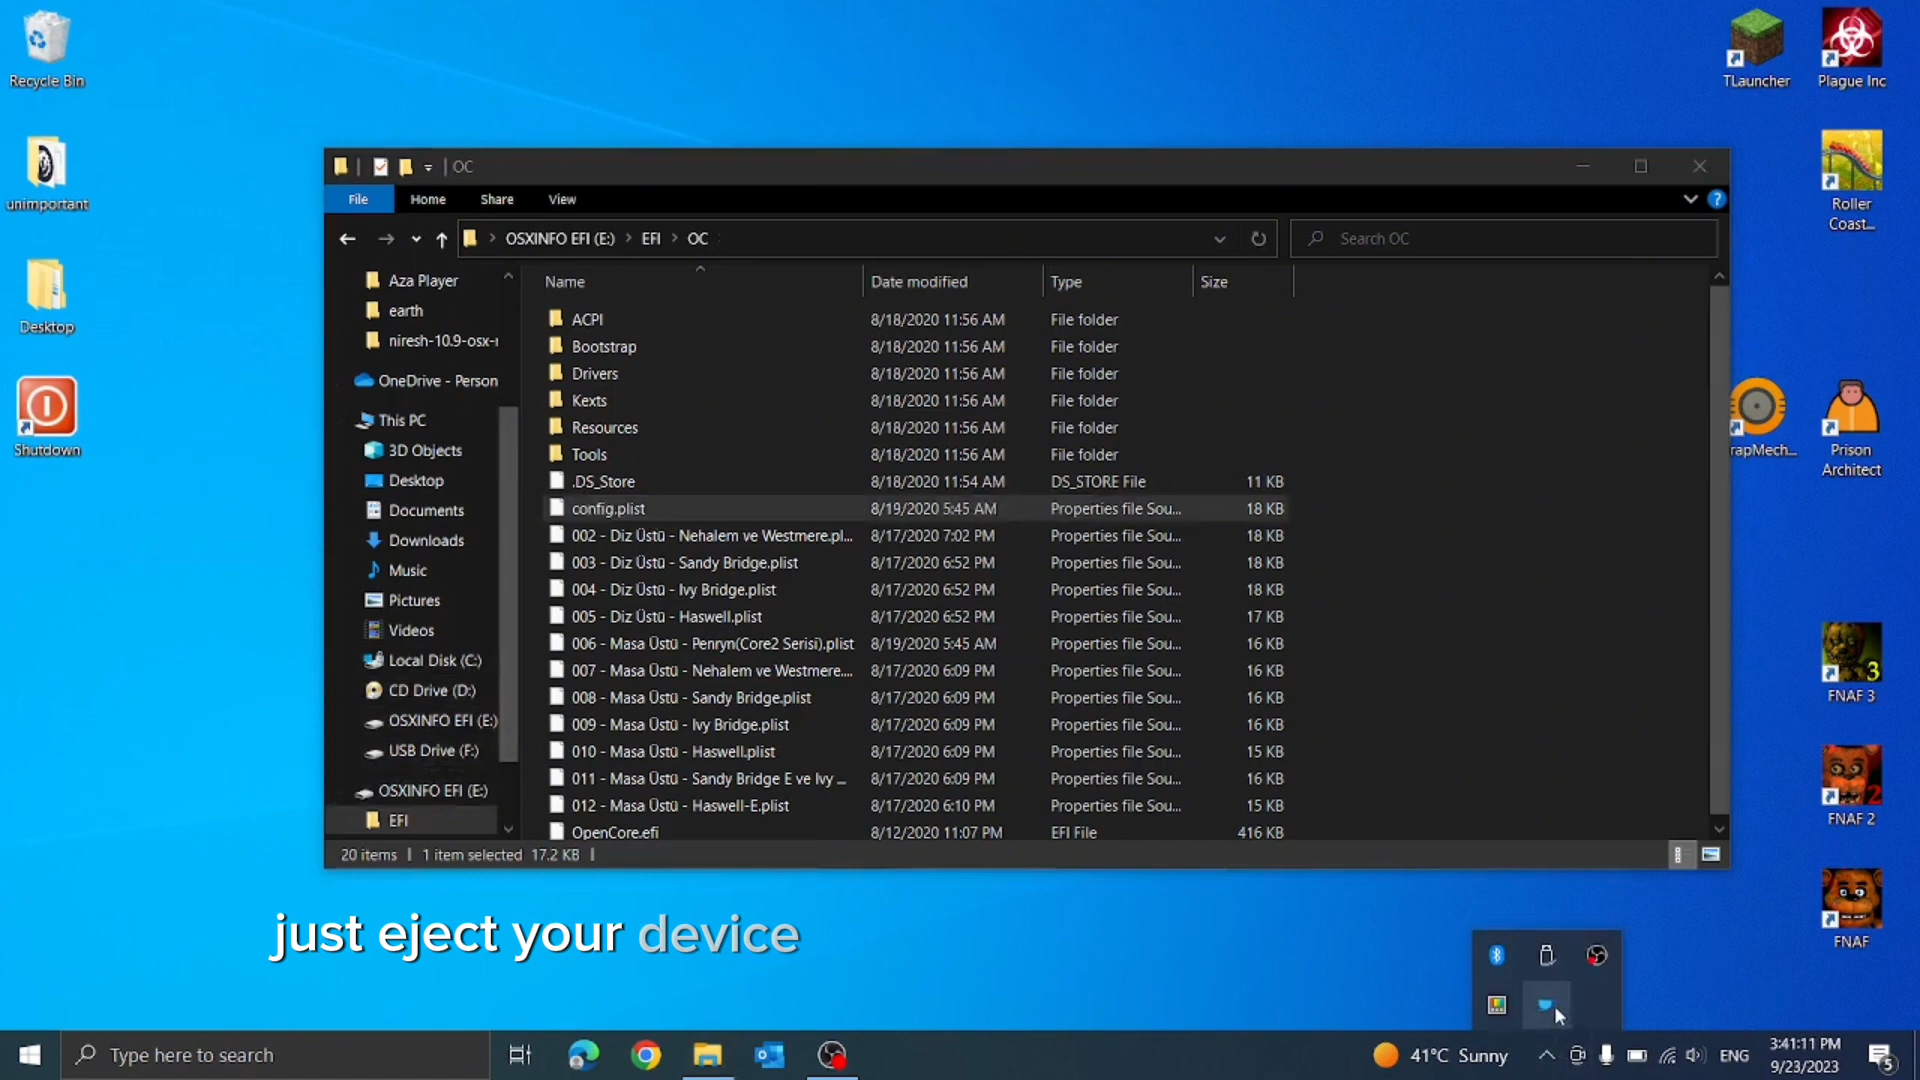 Recycle Bin
unimportant
Desktop
Shutdown
TLauncher
Plague Inc
Roller
Coast...
rapMech...
Prison
Architect
FNAF 3
FNAF 2
FNAF
OC
File
Home
Share
View
OSXINFO EFI (E:)
EFI
OC
Search OC
Aza Player
earth
niresh-10.9-osx-r
OneDrive - Person
This PC
3D Objects
Desktop
Documents
Downloads
Music
Pictures
Videos
Local Disk (C:)
CD Drive (D:)
OSXINFO EFI (E:)
USB Drive (F:)
OSXINFO EFI (E:)
EFI
Name Date modified Type Size
ACPI 8/18/2020 11:56 AM File folder
Bootstrap 8/18/2020 11:56 AM File folder
Drivers 8/18/2020 11:56 AM File folder
Kexts 8/18/2020 11:56 AM File folder
Resources 8/18/2020 11:56 AM File folder
Tools 8/18/2020 11:56 AM File folder
.DS_Store 8/18/2020 11:54 AM DS_STORE File 11 KB
config.plist 8/19/2020 5:45 AM Properties file Sou... 18 KB
002 - Diz Üstü - Nehalem ve Westmere.pl... 8/17/2020 7:02 PM Properties file Sou... 18 KB
003 - Diz Üstü - Sandy Bridge.plist 8/17/2020 6:52 PM Properties file Sou... 18 KB
004 - Diz Üstü - Ivy Bridge.plist 8/17/2020 6:52 PM Properties file Sou... 18 KB
005 - Diz Üstü - Haswell.plist 8/17/2020 6:52 PM Properties file Sou... 17 KB
006 - Masa Üstü - Penryn(Core2 Serisi).plist 8/19/2020 5:45 AM Properties file Sou... 16 KB
007 - Masa Üstü - Nehalem ve Westmere.... 8/17/2020 6:09 PM Properties file Sou... 16 KB
008 - Masa Üstü - Sandy Bridge.plist 8/17/2020 6:09 PM Properties file Sou... 16 KB
009 - Masa Üstü - Ivy Bridge.plist 8/17/2020 6:09 PM Properties file Sou... 16 KB
010 - Masa Üstü - Haswell.plist 8/17/2020 6:09 PM Properties file Sou... 15 KB
011 - Masa Üstü - Sandy Bridge E ve Ivy ... 8/17/2020 6:09 PM Properties file Sou... 16 KB
012 - Masa Üstü - Haswell-E.plist 8/17/2020 6:10 PM Properties file Sou... 15 KB
OpenCore.efi 8/12/2020 11:07 PM EFI File 416 KB
20 items 1 item selected 17.2 KB
just eject your device
Type here to search
41°C Sunny
ENG
3:41:11 PM
9/23/2023
5